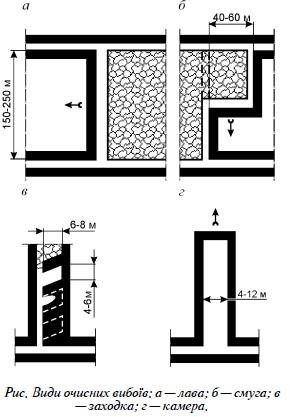 а
б
40-60 м
150-250 м
в
г
6-8 м
4-6м
4-12 м
Рис. Види очисних вибоїв: а — лава; б — смуга; в
— заходка; г — камера.